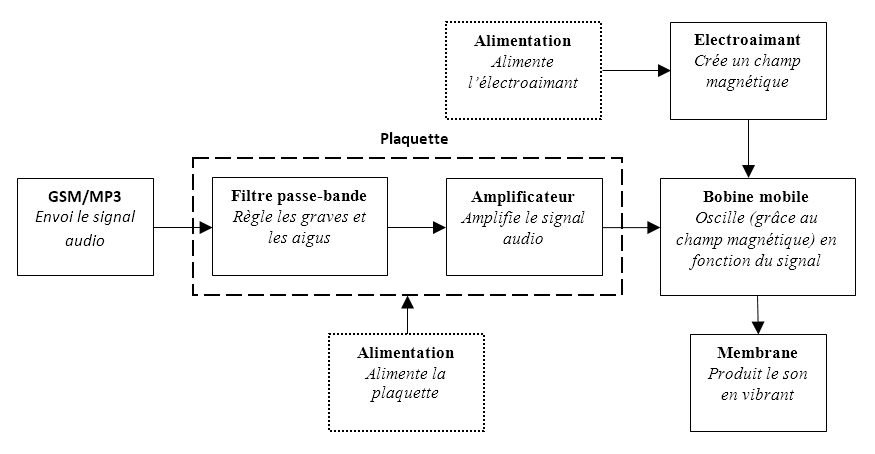 Alimentation
Alimente
l'électroaimant
Electroaimant
Crée un champ
magnétique
Plaquette
GSM/MP3
Envoi le signal
audio
Filtre passe-bande
Règle les graves et
les aigus
Amplificateur
Amplifie le signal
audio
Bobine mobile
Oscille (grâce au
champ magnétique) en
fonction du signal
Alimentation
Alimente la
plaquette
Membrane
Produit le son
en vibrant